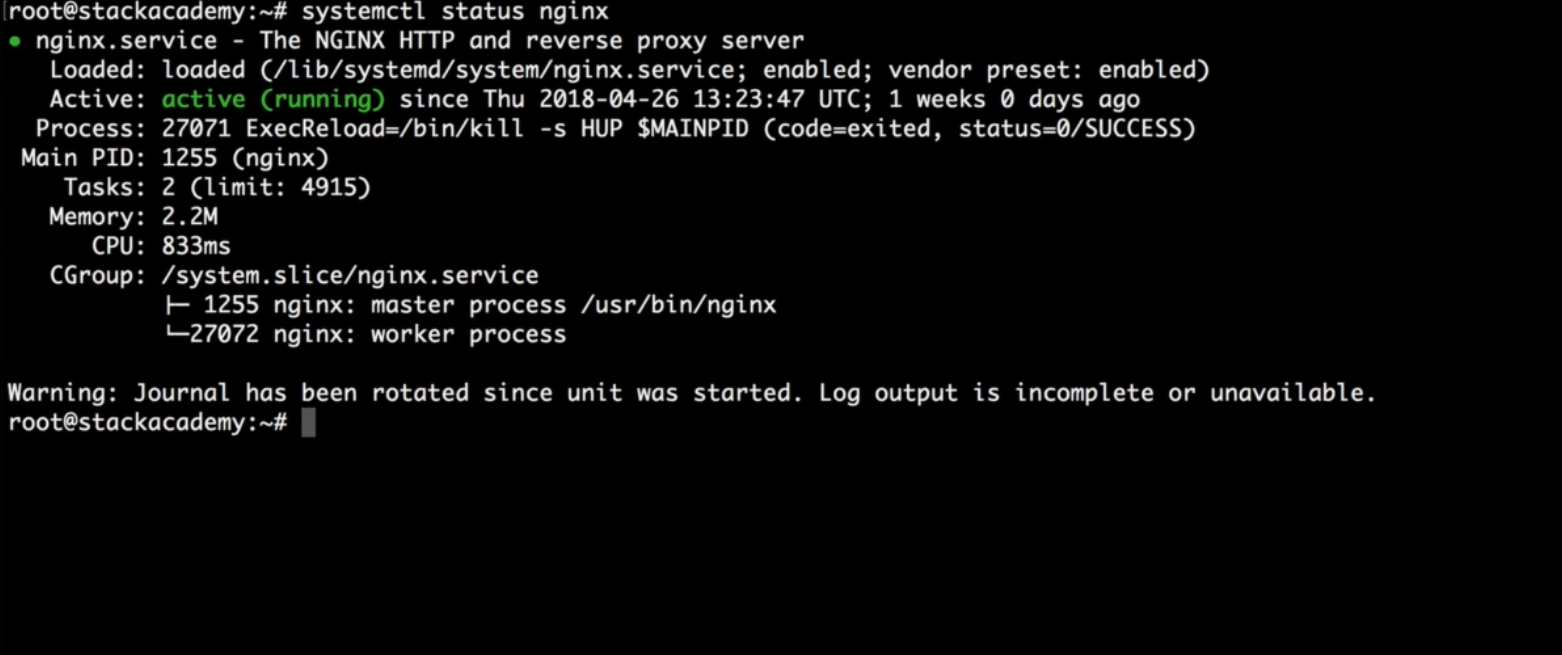 [root@stackacademy:~# systemctl status nginx
● nginx.service - The NGINX HTTP and reverse proxy server
   Loaded: loaded (/lib/systemd/system/nginx.service; enabled; vendor preset: enabled)
   Active: active (running) since Thu 2018-04-26 13:23:47 UTC; 1 weeks 0 days ago
  Process: 27071 ExecReload=/bin/kill -s HUP $MAINPID (code=exited, status=0/SUCCESS)
 Main PID: 1255 (nginx)
    Tasks: 2 (limit: 4915)
   Memory: 2.2M
      CPU: 833ms
   CGroup: /system.slice/nginx.service
           ├─ 1255 nginx: master process /usr/bin/nginx
           └─27072 nginx: worker process

Warning: Journal has been rotated since unit was started. Log output is incomplete or unavailable.
root@stackacademy:~#